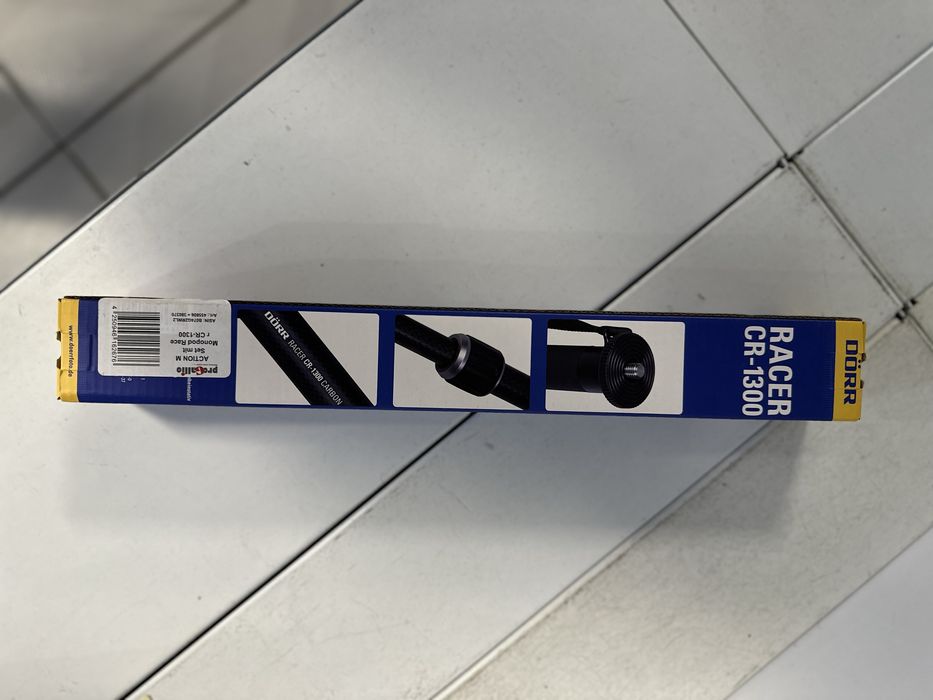 DÖRR
RACER
CR-1300
DÖRR RACER CR-1300 CARBON
ACTION M
Set mit
Monopod Race
r CR-1300
www.doerrfoto.de